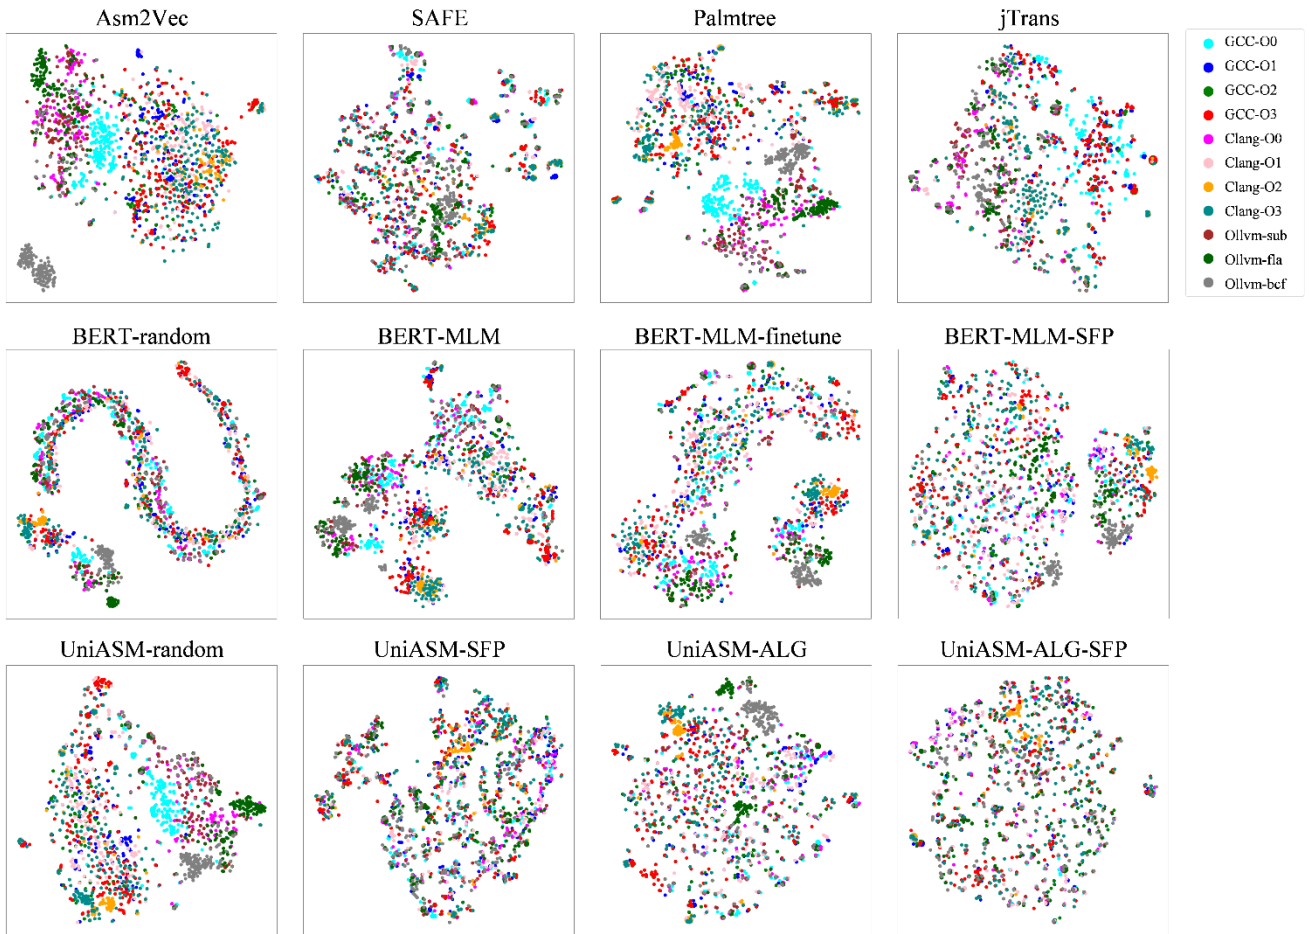 Asm2Vec
SAFE
Palmtree
jTrans
GCC-O0
GCC-O1
GCC-O2
GCC-O3
Clang-O0
Clang-O1
Clang-O2
Clang-O3
Ollvm-sub
Ollvm-fla
Ollvm-bcf
BERT-random
BERT-MLM
BERT-MLM-finetune
BERT-MLM-SFP
UniASM-random
UniASM-SFP
UniASM-ALG
UniASM-ALG-SFP